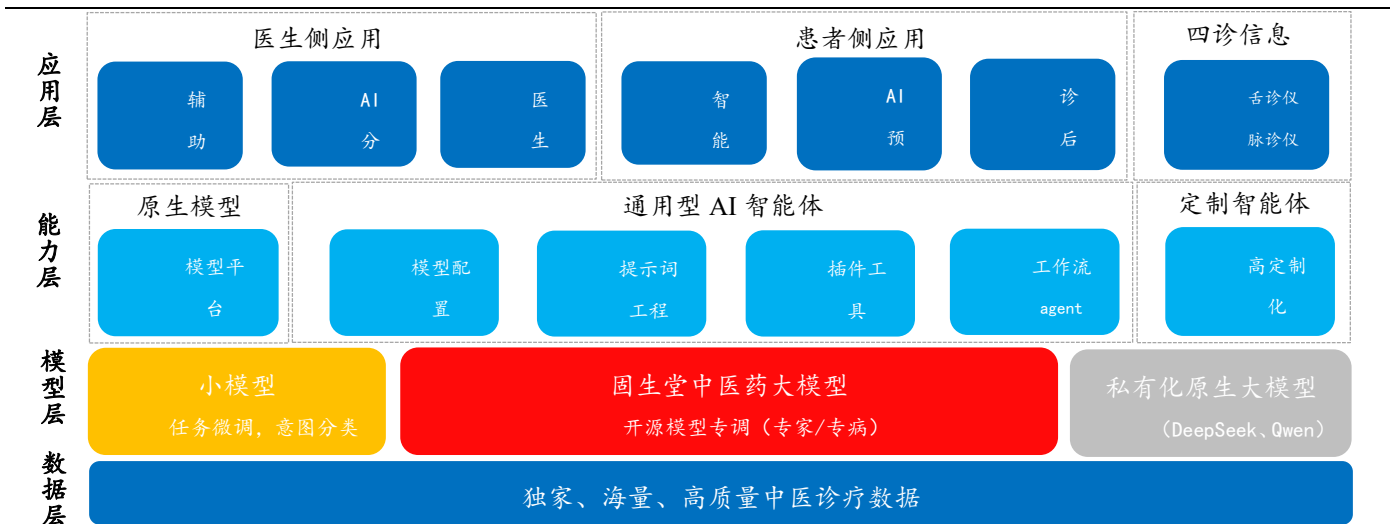 应用层
医生侧应用
辅
助
AI
分
医
生
患者侧应用
智
能
AI
预
诊
后
四诊信息
舌诊仪
脉诊仪
能力层
原生模型
模型平
台
通用型 AI 智能体
模型配
置
提示词
工程
插件工
具
工作流
agent
定制智能体
高定制
化
模型层
小模型
任务微调，意图分类
固生堂中医药大模型
开源模型专调（专家/专病）
私有化原生大模型
（DeepSeek、Qwen）
数据层
独家、海量、高质量中医诊疗数据